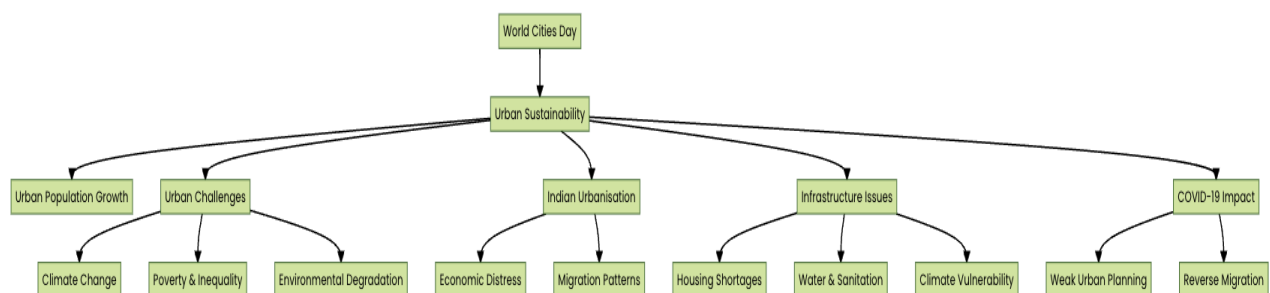 World Cities Day
Urban Sustainability
Urban Population Growth
Urban Challenges
Indian Urbanisation
Infrastructure Issues
COVID-19 Impact
Climate Change
Poverty & Inequality
Environmental Degradation
Economic Distress
Migration Patterns
Housing Shortages
Water & Sanitation
Climate Vulnerability
Weak Urban Planning
Reverse Migration